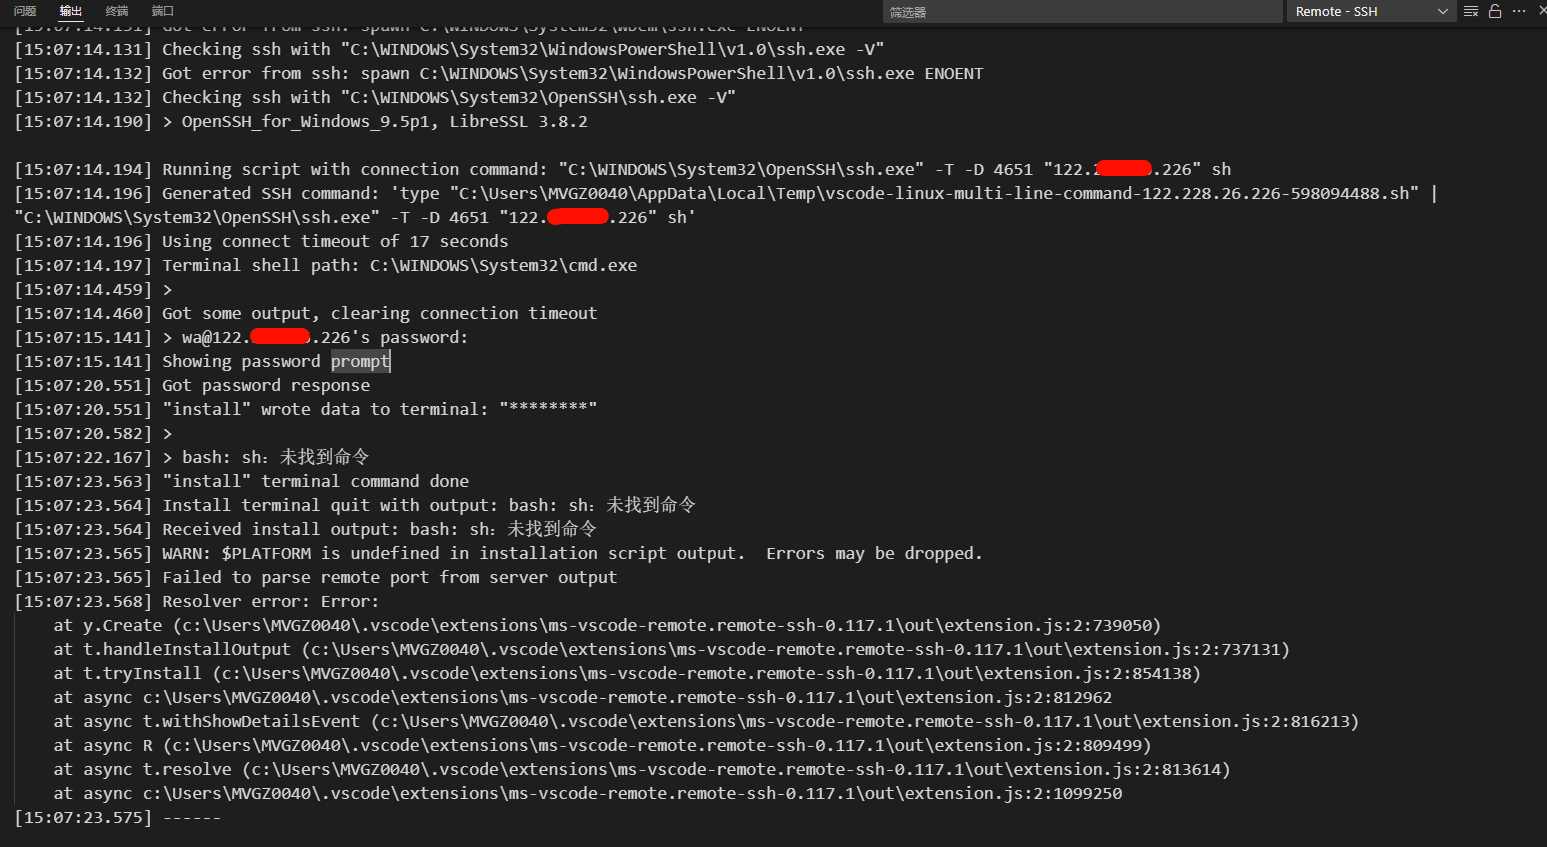 问题 输出 终端 端口 筛选器 Remote - SSH
[15:07:14.131] Got error from ssh: spawn C:\WINDOWS\System32\Wbem\ssh.exe ENOENT
[15:07:14.131] Checking ssh with "C:\WINDOWS\System32\WindowsPowerShell\v1.0\ssh.exe -V"
[15:07:14.132] Got error from ssh: spawn C:\WINDOWS\System32\WindowsPowerShell\v1.0\ssh.exe ENOENT
[15:07:14.132] Checking ssh with "C:\WINDOWS\System32\OpenSSH\ssh.exe -V"
[15:07:14.190] > OpenSSH_for_Windows_9.5p1, LibreSSL 3.8.2
[15:07:14.194] Running script with connection command: "C:\WINDOWS\System32\OpenSSH\ssh.exe" -T -D 4651 "122. .226" sh
[15:07:14.196] Generated SSH command: 'type "C:\Users\MVGZ0040\AppData\Local\Temp\vscode-linux-multi-line-command-122.228.26.226-598094488.sh" |
"C:\WINDOWS\System32\OpenSSH\ssh.exe" -T -D 4651 "122. .226" sh'
[15:07:14.196] Using connect timeout of 17 seconds
[15:07:14.197] Terminal shell path: C:\WINDOWS\System32\cmd.exe
[15:07:14.459] >
[15:07:14.460] Got some output, clearing connection timeout
[15:07:15.141] > wa@122. .226's password:
[15:07:15.141] Showing password prompt
[15:07:20.551] Got password response
[15:07:20.551] "install" wrote data to terminal: "********"
[15:07:20.582] >
[15:07:22.167] > bash: sh: 未找到命令
[15:07:23.563] "install" terminal command done
[15:07:23.564] Install terminal quit with output: bash: sh: 未找到命令
[15:07:23.564] Received install output: bash: sh: 未找到命令
[15:07:23.565] WARN: $PLATFORM is undefined in installation script output.  Errors may be dropped.
[15:07:23.565] Failed to parse remote port from server output
[15:07:23.568] Resolver error: Error:
at y.Create (c:\Users\MVGZ0040\.vscode\extensions\ms-vscode-remote.remote-ssh-0.117.1\out\extension.js:2:739050)
at t.handleInstallOutput (c:\Users\MVGZ0040\.vscode\extensions\ms-vscode-remote.remote-ssh-0.117.1\out\extension.js:2:737131)
at t.tryInstall (c:\Users\MVGZ0040\.vscode\extensions\ms-vscode-remote.remote-ssh-0.117.1\out\extension.js:2:854138)
at async c:\Users\MVGZ0040\.vscode\extensions\ms-vscode-remote.remote-ssh-0.117.1\out\extension.js:2:812962
at async t.withShowDetailsEvent (c:\Users\MVGZ0040\.vscode\extensions\ms-vscode-remote.remote-ssh-0.117.1\out\extension.js:2:816213)
at async R (c:\Users\MVGZ0040\.vscode\extensions\ms-vscode-remote.remote-ssh-0.117.1\out\extension.js:2:809499)
at async t.resolve (c:\Users\MVGZ0040\.vscode\extensions\ms-vscode-remote.remote-ssh-0.117.1\out\extension.js:2:813614)
at async c:\Users\MVGZ0040\.vscode\extensions\ms-vscode-remote.remote-ssh-0.117.1\out\extension.js:2:1099250
[15:07:23.575] ------